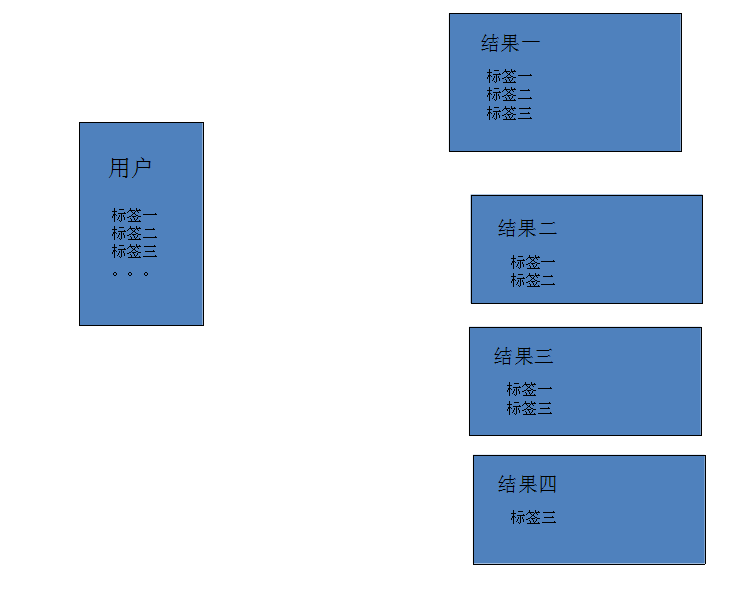 用户
标签一
标签二
标签三
。。。
结果一
标签一
标签二
标签三
结果二
标签一
标签二
结果三
标签一
标签三
结果四
标签三